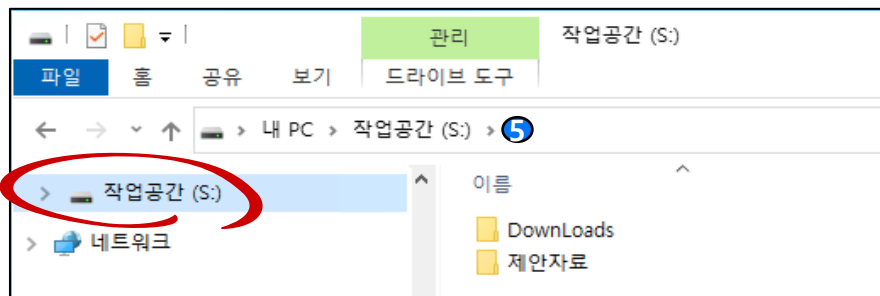 관리 작업공간 (S:)
파일 홈 공유 보기 드라이브 도구
내 PC > 작업공간 (S:) > 5
작업공간 (S:)
네트워크
이름
DownLoads
제안자료